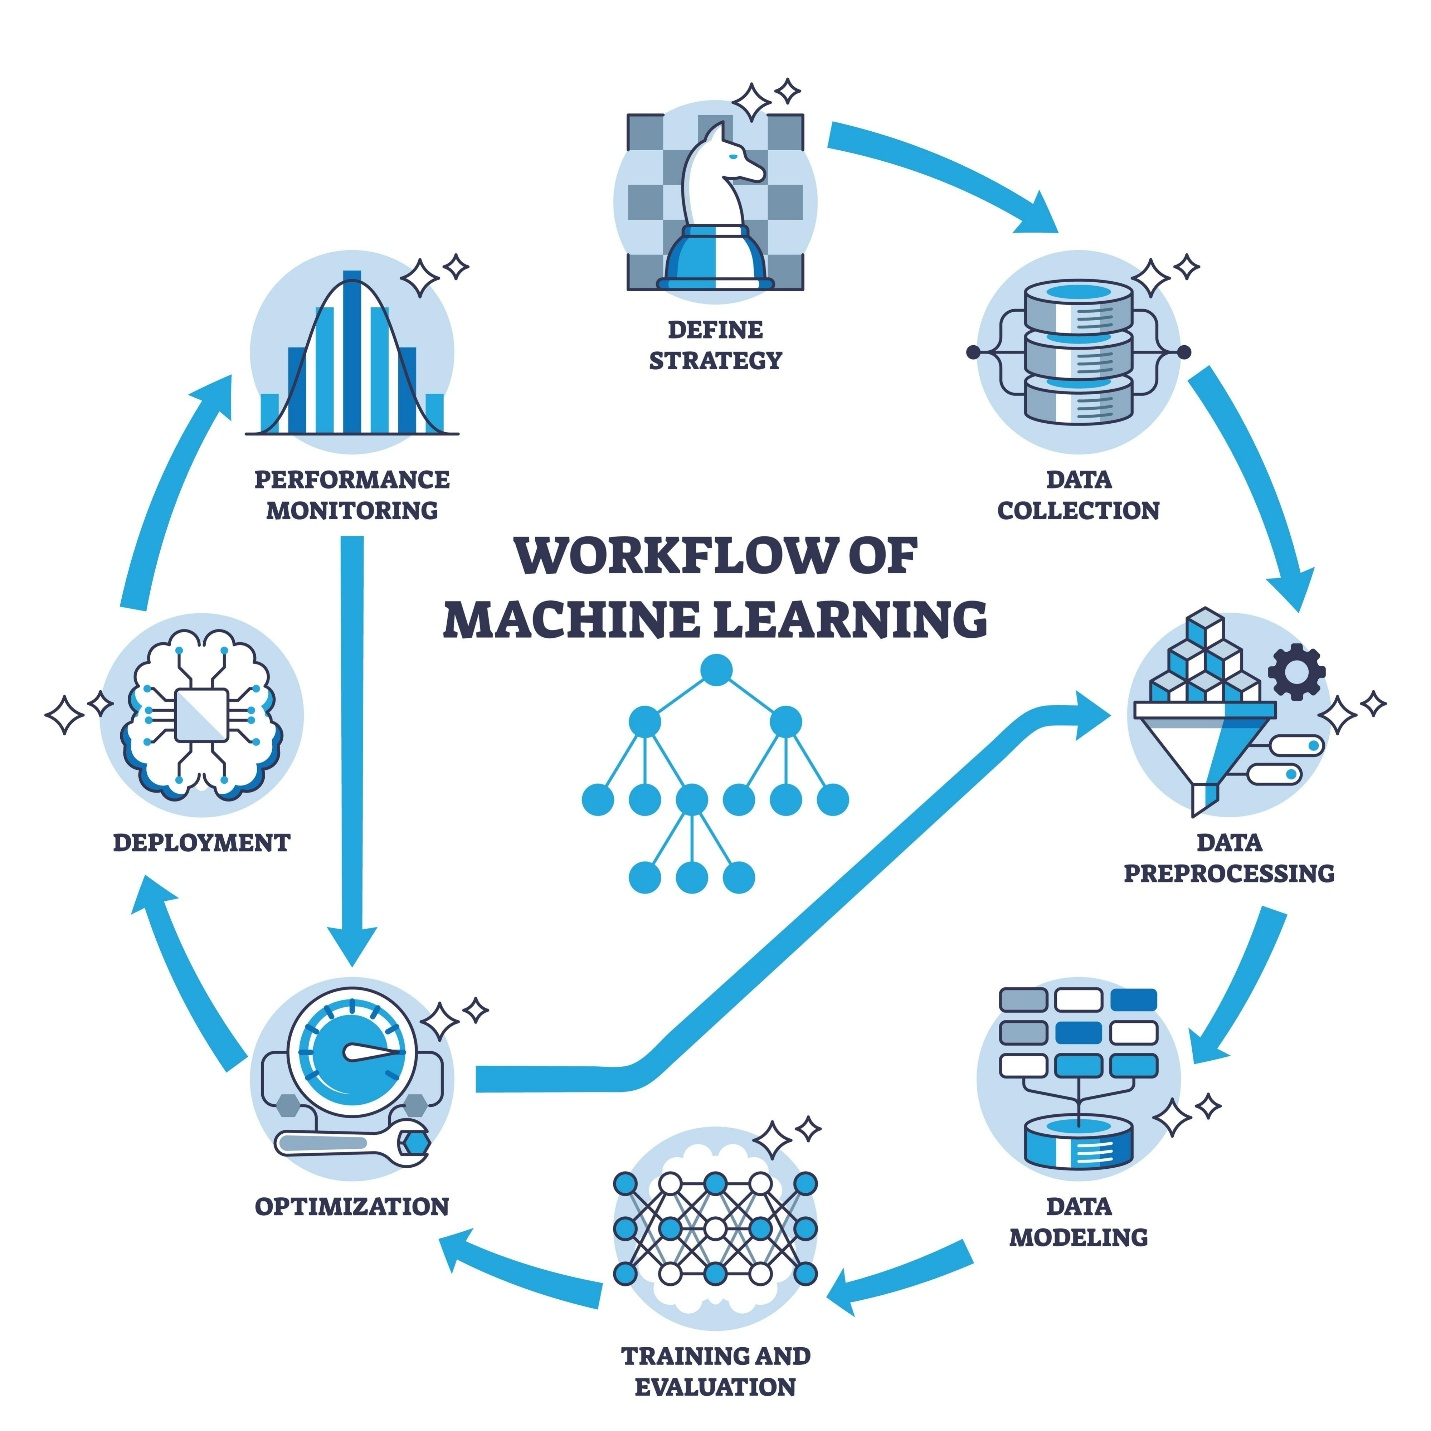 DEFINE
STRATEGY
DATA
COLLECTION
DATA
PREPROCESSING
DATA
MODELING
TRAINING AND
EVALUATION
OPTIMIZATION
DEPLOYMENT
PERFORMANCE
MONITORING
WORKFLOW OF
MACHINE LEARNING